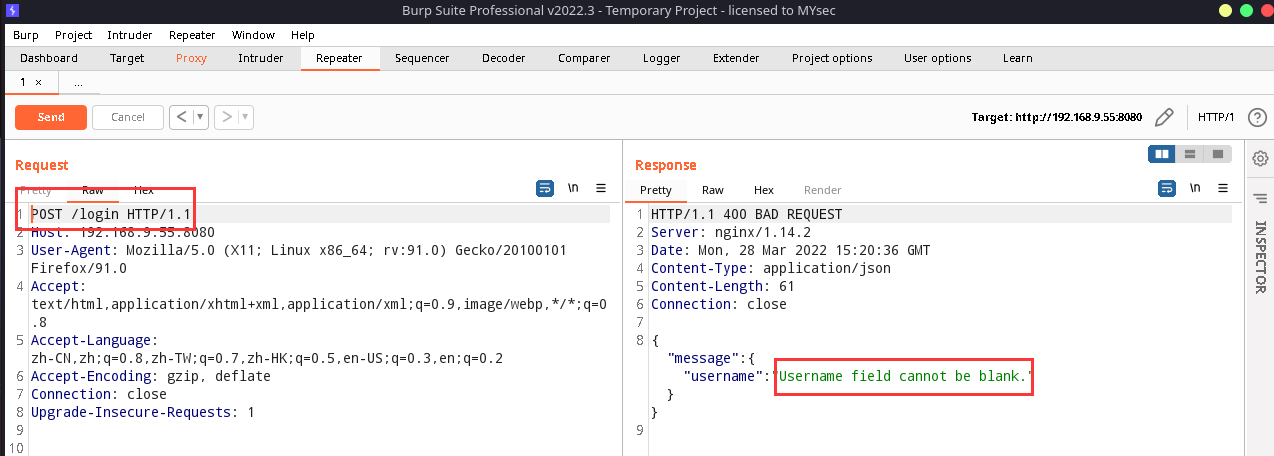 Burp Suite Professional v2022.3 - Temporary Project - licensed to MYsec
Burp Project Intruder Repeater Window Help
Dashboard Target Proxy Intruder Repeater Sequencer Decoder Comparer Logger Extender Project options User options Learn
1 × ...
Send Cancel < > Target: http://192.168.9.55:8080 HTTP/1 ?
Request
Pretty Raw Hex \n
1 POST /login HTTP/1.1
2 Host: 192.168.9.55:8080
3 User-Agent: Mozilla/5.0 (X11; Linux x86_64; rv:91.0) Gecko/20100101
Firefox/91.0
4 Accept:
text/html,application/xhtml+xml,application/xml;q=0.9,image/webp,*/*;q=0
.8
5 Accept-Language:
zh-CN,zh;q=0.8,zh-TW;q=0.7,zh-HK;q=0.5,en-US;q=0.3,en;q=0.2
6 Accept-Encoding: gzip, deflate
7 Connection: close
8 Upgrade-Insecure-Requests: 1
9
10
Response
Pretty Raw Hex Render \n
1 HTTP/1.1 400 BAD REQUEST
2 Server: nginx/1.14.2
3 Date: Mon, 28 Mar 2022 15:20:36 GMT
4 Content-Type: application/json
5 Content-Length: 61
6 Connection: close
7
8 {
"message":{
"username":"Username field cannot be blank."
}
}
9
INSPECTOR